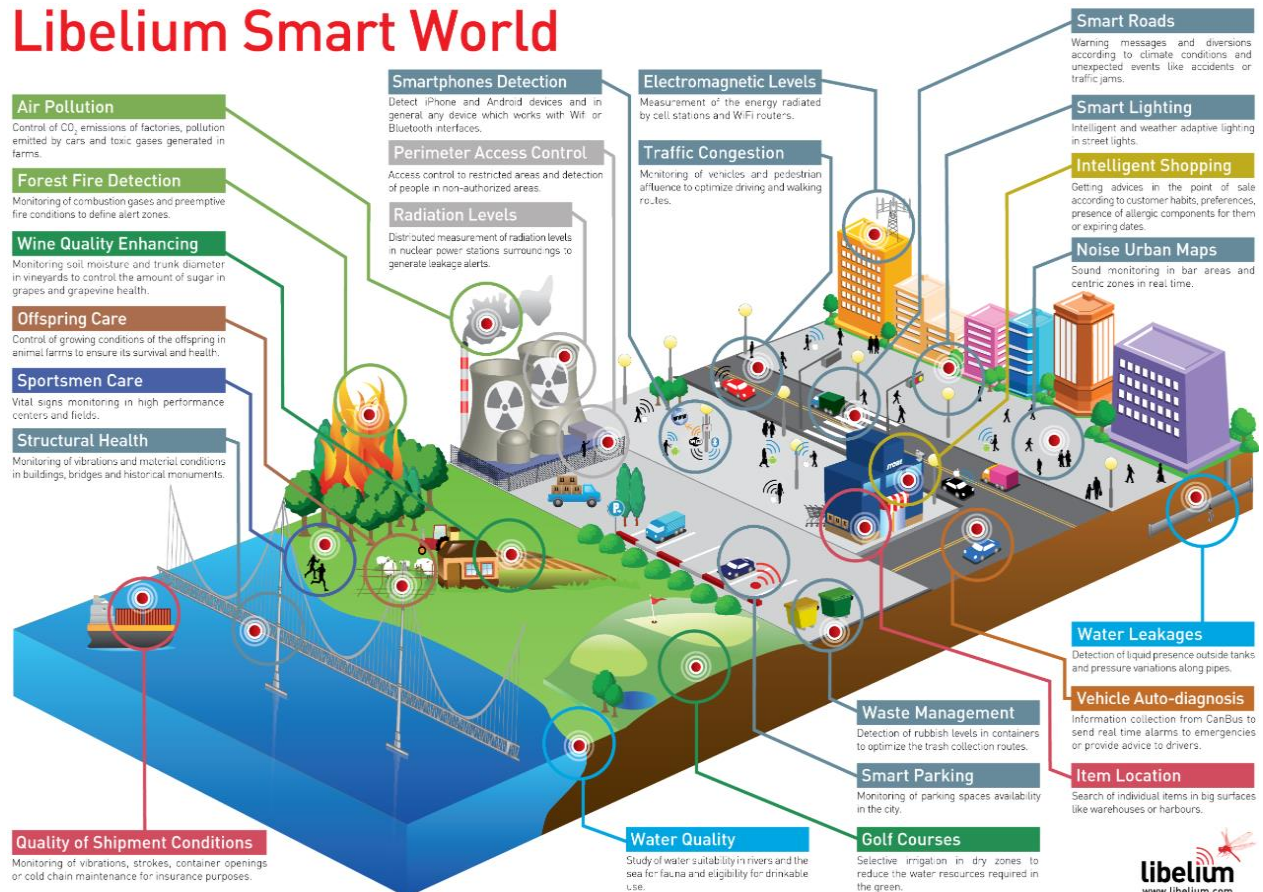 Libelium Smart World
Air Pollution
Control of CO₂ emissions of factories, pollution
emitted by cars and toxic gases generated in
farms.
Forest Fire Detection
Monitoring of combustion gases and preemptive
fire conditions to define alert zones.
Wine Quality Enhancing
Monitoring soil moisture and trunk diameter
in vineyards to control the amount of sugar in
grapes and grapevine health.
Offspring Care
Control of growing conditions of the offspring in
animal farms to ensure its survival and health.
Sportsmen Care
Vital signs monitoring in high performance
centers and fields.
Structural Health
Monitoring of vibrations and material conditions
in buildings, bridges and historical monuments.
Quality of Shipment Conditions
Monitoring of vibrations, strokes, container openings
or cold chain maintenance for insurance purposes.
Smartphones Detection
Detect iPhone and Android devices and in
general any device which works with Wifi or
Bluetooth interfaces.
Perimeter Access Control
Access control to restricted areas and detection
of people in non-authorized areas.
Radiation Levels
Distributed measurement of radiation levels
in nuclear power stations surroundings to
generate leakage alerts.
Electromagnetic Levels
Measurement of the energy radiated
by cell stations and WiFi routers.
Traffic Congestion
Monitoring of vehicles and pedestrian
affluence to optimize driving and walking
routes.
Smart Roads
Warning messages and diversions
according to climate conditions and
unexpected events like accidents or
traffic jams.
Smart Lighting
Intelligent and weather adaptive lighting
in street lights.
Intelligent Shopping
Getting advices in the point of sale
according to customer habits, preferences,
presence of allergic components for them
or expiring dates.
Noise Urban Maps
Sound monitoring in bar areas and
centric zones in real time.
STORE
P
Water Leakages
Detection of liquid presence outside tanks
and pressure variations along pipes.
Vehicle Auto-diagnosis
Information collection from CanBus to
send real time alarms to emergencies
or provide advice to drivers.
Item Location
Search of individual items in big surfaces
like warehouses or harbours.
Waste Management
Detection of rubbish levels in containers
to optimize the trash collection routes.
Smart Parking
Monitoring of parking spaces availability
in the city.
Golf Courses
Selective irrigation in dry zones to
reduce the water resources required in
the green.
Water Quality
Study of water suitability in rivers and the
sea for fauna and eligibility for drinkable
use.
libelium
www.libelium.com